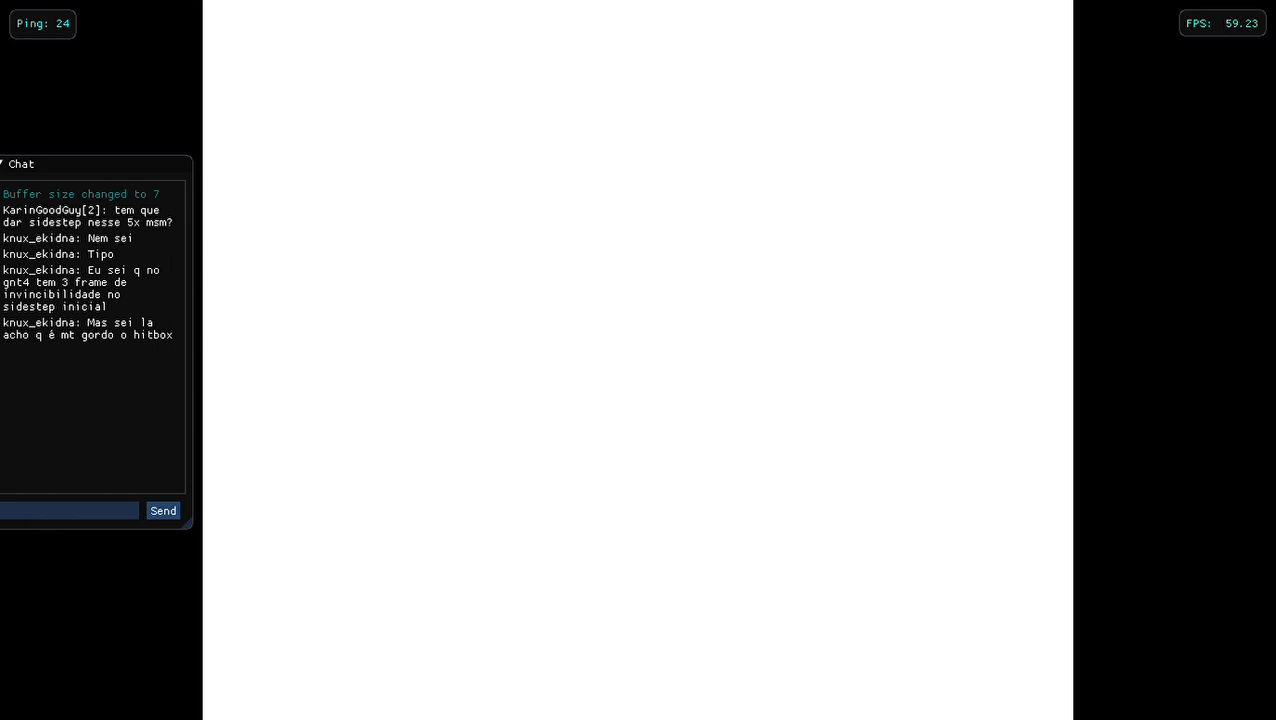 Ping: 24
FPS: 59.23
Chat
Buffer size changed to 7
KarinGoodGuy[2]: tem que
dar sidestep nesse 5x msm?
knux_ekidna: Nem sei
knux_ekidna: Tipo
knux_ekidna: Eu sei q no
gnt4 tem 3 frame de
invincibilidade no
sidestep inicial
knux_ekidna: Mas sei la
acho q é mt gordo o hitbox
Send